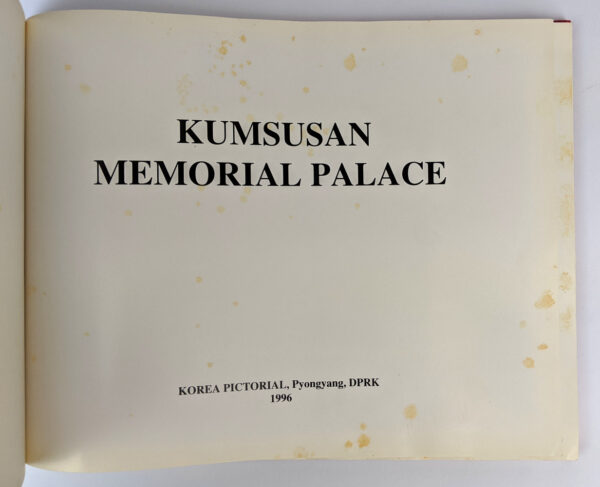 KUMSUSAN
MEMORIAL PALACE
KOREA PICTORIAL, Pyongyang, DPRK
1996